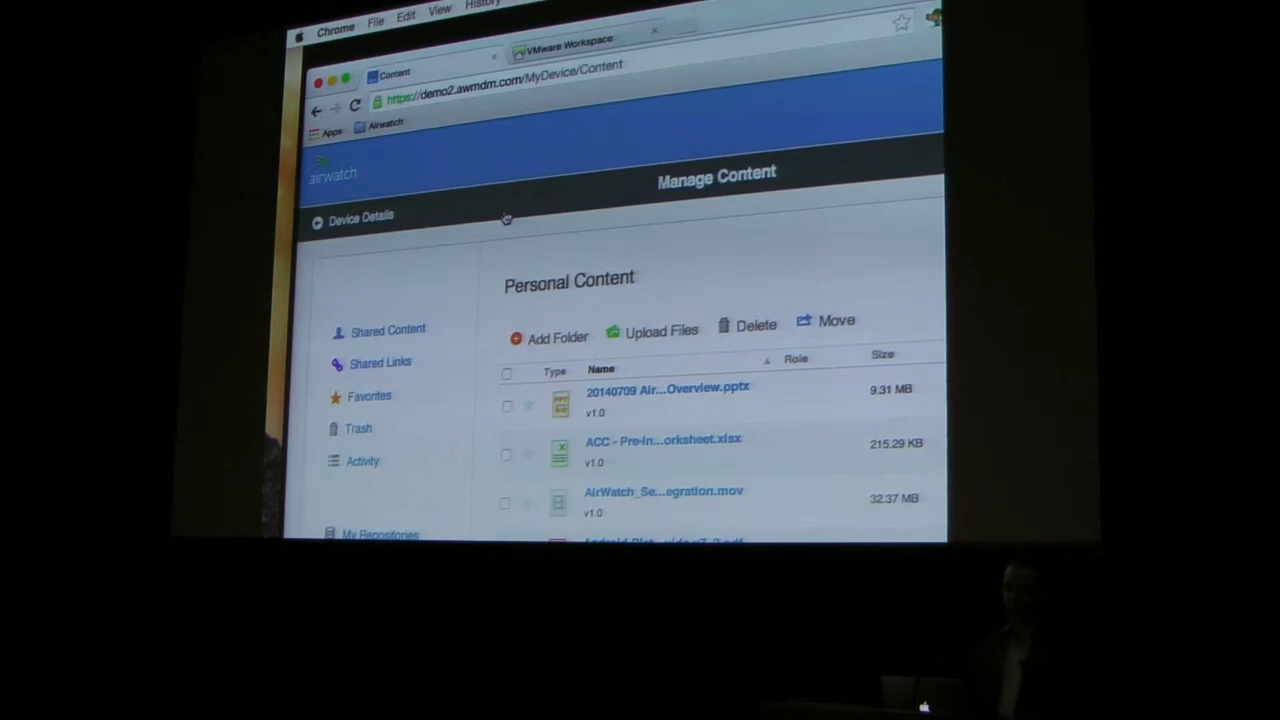 Chrome File Edit View History
Content
VMware Workspace
https://demo2.awmdm.com/MyDevice/Content
Apps
Airwatch
airwatch
Manage Content
Device Details
Personal Content
Shared Content
Shared Links
Favorites
Trash
Activity
My Repositories
Add Folder Upload Files Delete Move
Type Name Role Size
20140709 Air...Overview.pptx 9.31 MB
v1.0
ACC - Pre-In...orksheet.xlsx 215.29 KB
v1.0
AirWatch_Se...egration.mov 32.37 MB
v1.0